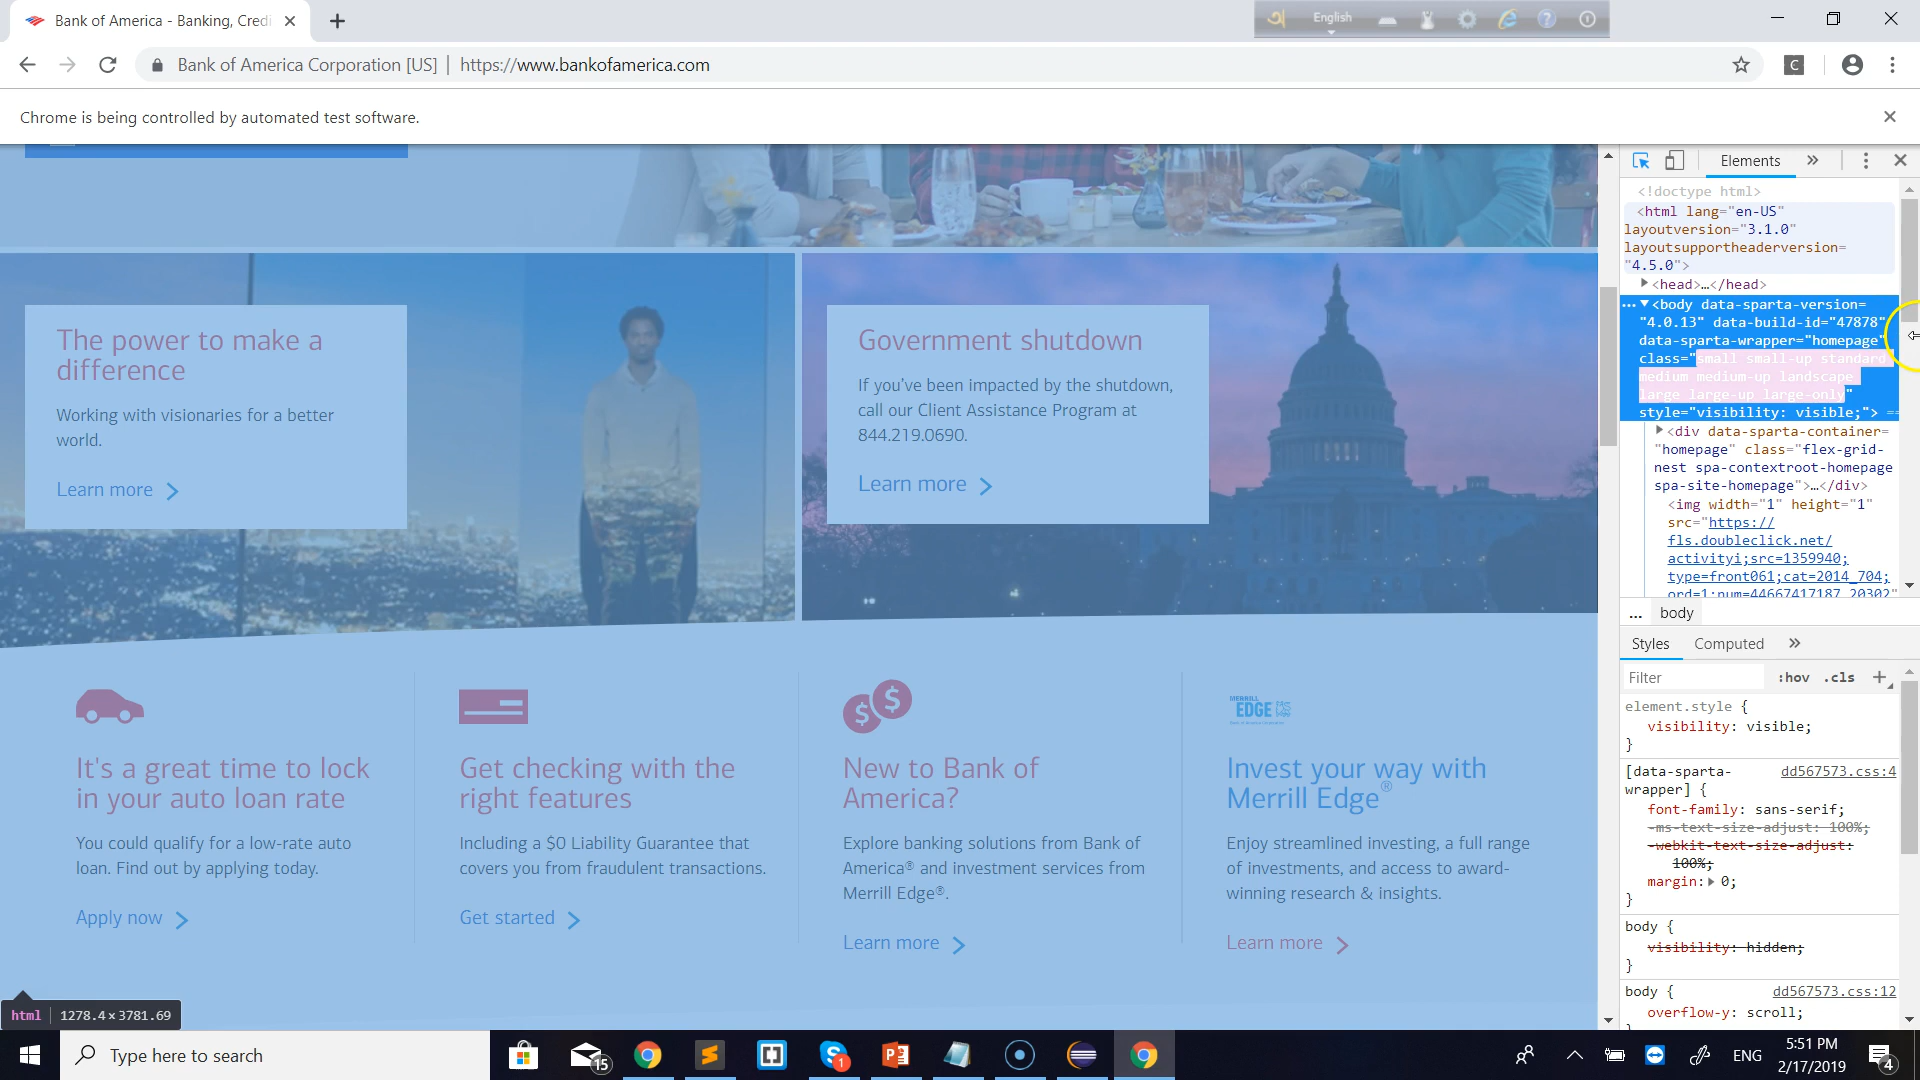 Bank of America - Banking, Credi
English
Bank of America Corporation [US] | https://www.bankofamerica.com
C
Chrome is being controlled by automated test software.
The power to make a
difference
Working with visionaries for a better
world.
Learn more
Government shutdown
If you've been impacted by the shutdown,
call our Client Assistance Program at
844.219.0690.
Learn more
It's a great time to lock
in your auto loan rate
You could qualify for a low-rate auto
loan. Find out by applying today.
Apply now
Get checking with the
right features
Including a $0 Liability Guarantee that
covers you from fraudulent transactions.
Get started
$ $
New to Bank of
America?
Explore banking solutions from Bank of
America® and investment services from
Merrill Edge®.
Learn more
MERRILL
EDGE
Invest your way with
Merrill Edge®
Enjoy streamlined investing, a full range
of investments, and access to award-
winning research & insights.
Learn more
html 1278.4×3781.69
Elements »
<!doctype html>
<html lang="en-US"
layoutversion="3.1.0"
layoutsupportheaderversion=
"4.5.0">
<head>…</head>
… <body data-sparta-version=
"4.0.13" data-build-id="47878"
data-sparta-wrapper="homepage"
class="small small-up standard
medium medium-up landscape
large large-up large-only"
style="visibility: visible;"> ==
<div data-sparta-container=
"homepage" class="flex-grid-
nest spa-contextroot-homepage
spa-site-homepage">…</div>
<img width="1" height="1"
src="https://
fls.doubleclick.net/
activityi;src=1359940;
type=front061;cat=2014_704;
ord=1;num=44667417187.20302"
... body
Styles Computed »
Filter :hov .cls +
element.style {
visibility: visible;
}
[data-sparta- dd567573.css:4
wrapper] {
font-family: sans-serif;
-ms-text-size-adjust: 100%;
-webkit-text-size-adjust:
100%;
margin: 0;
}
body {
visibility: hidden;
}
body { dd567573.css:12
overflow-y: scroll;
}
Type here to search
15
1
ENG
5:51 PM
2/17/2019
4